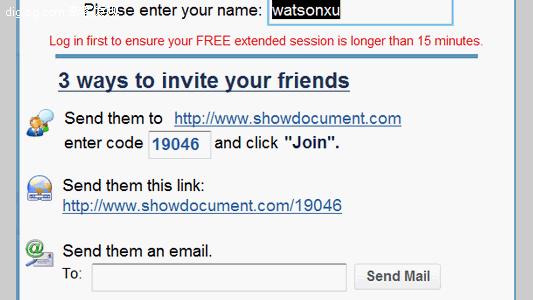 Please enter your name: watsonxu
Log in first to ensure your FREE extended session is longer than 15 minutes.
3 ways to invite your friends
Send them to http://www.showdocument.com
enter code 19046 and click "Join".
Send them this link:
http://www.showdocument.com/19046
Send them an email.
To: Send Mail